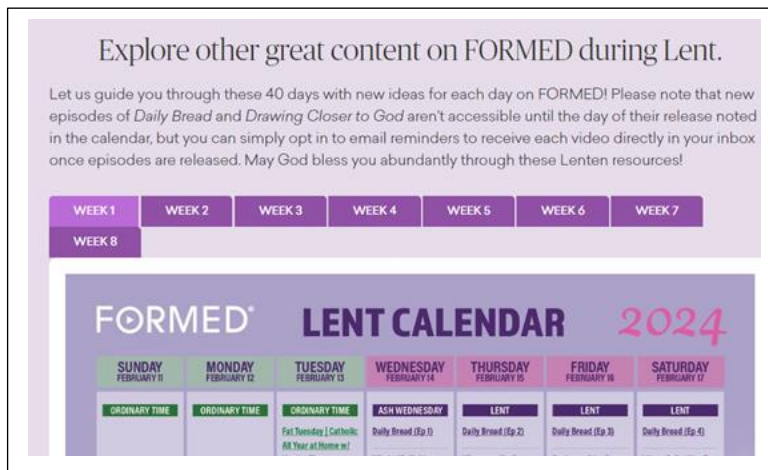 Explore other great content on FORMED during Lent.
Let us guide you through these 40 days with new ideas for each day on FORMED! Please note that new
episodes of Daily Bread and Drawing Closer to God aren't accessible until the day of their release noted
in the calendar, but you can simply opt in to email reminders to receive each video directly in your inbox
once episodes are released. May God bless you abundantly through these Lenten resources!
WEEK 1 WEEK 2 WEEK 3 WEEK 4 WEEK 5 WEEK 6 WEEK 7
WEEK 8
FORMED® LENT CALENDAR 2024
SUNDAY MONDAY TUESDAY WEDNESDAY THURSDAY FRIDAY SATURDAY
FEBRUARY 11 FEBRUARY 12 FEBRUARY 13 FEBRUARY 14 FEBRUARY 15 FEBRUARY 16 FEBRUARY 17
ORDINARY TIME ORDINARY TIME ORDINARY TIME ASH WEDNESDAY LENT LENT LENT
Fat Tuesday | Catholic Daily Bread (Ep 1) Daily Bread (Ep 2) Daily Bread (Ep 3) Daily Bread (Ep 4)
All Year at Home w/